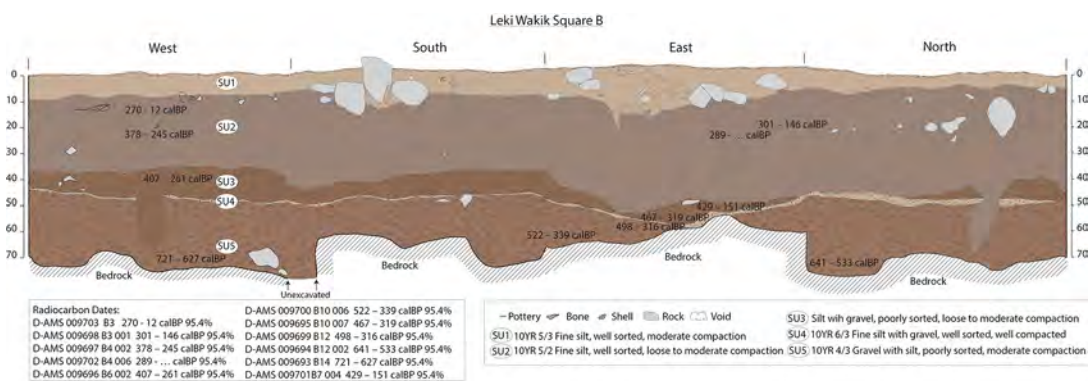 Leki Wakik Square B
West South East North
0
10
20
30
40
50
60
70
0
10
20
30
40
50
60
70
SU1
270 - 12 calBP
378 – 245 calBP
SU2
301 – 146 calBP
289 - ... calBP
407 – 261 calBP
SU3
SU4
429 – 151 calBP
467 – 319 calBP
498 – 316 calBP
522 – 339 calBP
SU5
721 – 627 calBP
641 – 533 calBP
Bedrock Bedrock Bedrock Bedrock
Unexcavated
Radiocarbon Dates:
D-AMS 009703 B3 270 - 12 calBP 95.4%
D-AMS 009698 B3 001 301 – 146 calBP 95.4%
D-AMS 009697 B4 002 378 – 245 calBP 95.4%
D-AMS 009702 B4 006 289 - ... calBP 95.4%
D-AMS 009696 B6 002 407 – 261 calBP 95.4%
D-AMS 009700 B10 006 522 – 339 calBP 95.4%
D-AMS 009695 B10 007 467 – 319 calBP 95.4%
D-AMS 009699 B12 498 – 316 calBP 95.4%
D-AMS 009694 B12 002 641 – 533 calBP 95.4%
D-AMS 009693 B14 721 – 627 calBP 95.4%
D-AMS 009701B7 004 429 – 151 calBP 95.4%
Pottery Bone Shell Rock Void
SU1 10YR 5/3 Fine silt, well sorted, moderate compaction
SU2 10YR 5/2 Fine silt, well sorted, loose to moderate compaction
SU3 Silt wih gravel, poorly sorted, loose to moderate compaction
SU4 10YR 6/3 Fine silt with gravel, well sorted, well compacted
SU5 10YR 4/3 Gravel with silt, poorly sorted, moderate compaction